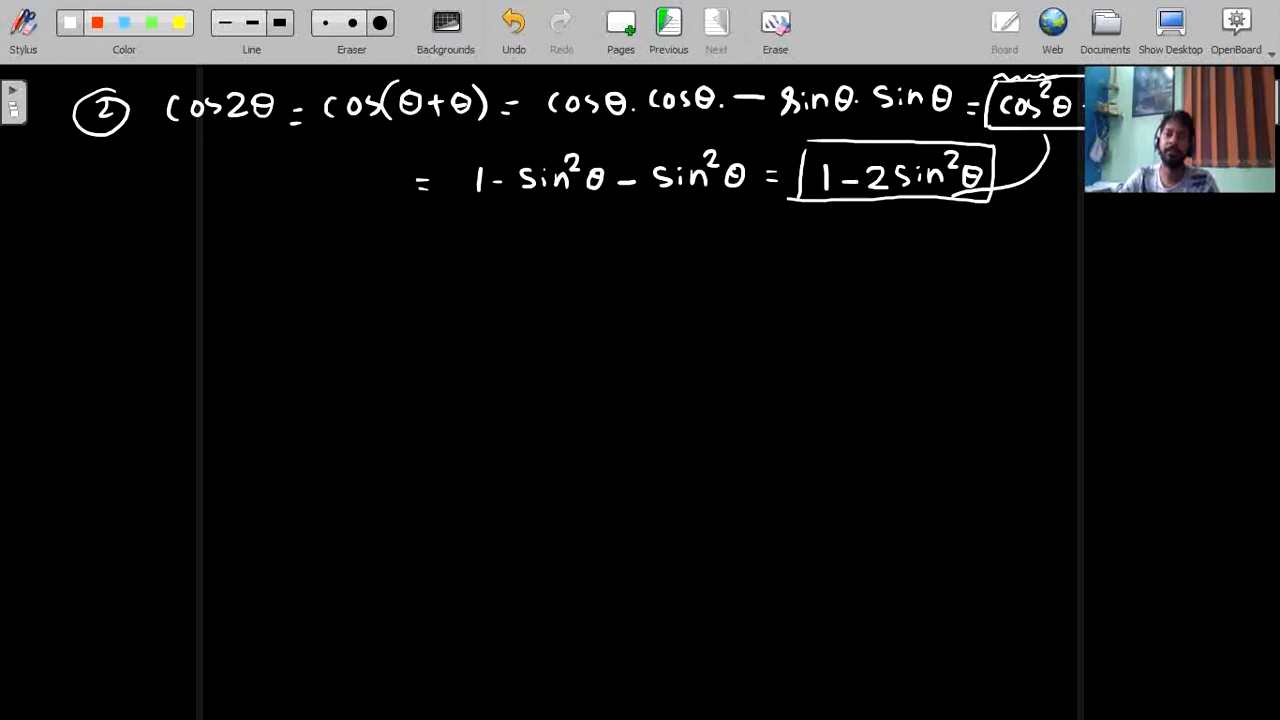 Stylus Color Line Eraser Backgrounds Undo Redo Pages Previous Next Erase Board Web Documents Show Desktop OpenBoard
② cos2θ = cos(θ+θ) = cosθ. cosθ. - sinθ. sinθ = cos²θ
= 1- sin²θ - sin²θ = 1-2sin²θ